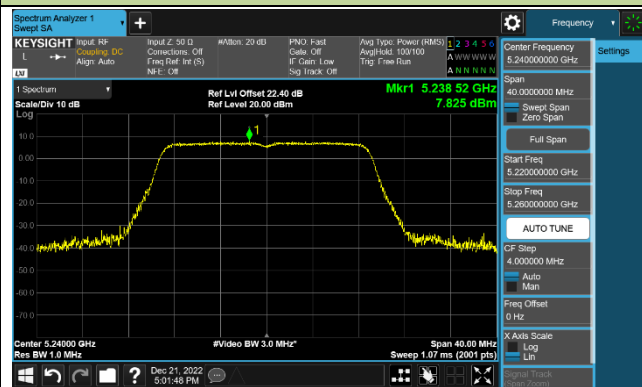 Spectrum Analyzer 1
Swept SA
+
Frequency
KEYSIGHT
Input: RF
Coupling: DC
Align: Auto
Input Z: 50 Ω
Corrections: Off
Freq Ref: Int (S)
NFE: Off
#Atten: 20 dB
PNO: Fast
Gate: Off
IF Gain: Low
Sig Track: Off
Avg Type: Power (RMS)
Avg|Hold: 100/100
Trig: Free Run
1 2 3 4 5 6
A W W W W W
A N N N N N
L
LXI
1 Spectrum
Scale/Div 10 dB
Ref Lvl Offset 22.40 dB
Ref Level 20.00 dBm
Mkr1 5.238 52 GHz
7.825 dBm
Log
1
10.0
0.00
-10.0
-20.0
-30.0
-40.0
-50.0
-60.0
-70.0
Center 5.24000 GHz
Res BW 1.0 MHz
#Video BW 3.0 MHz*
Span 40.00 MHz
Sweep 1.07 ms (2001 pts)
Center Frequency
5.240000000 GHz
Settings
Span
40.0000000 MHz
Swept Span
Zero Span
Full Span
Start Freq
5.220000000 GHz
Stop Freq
5.260000000 GHz
AUTO TUNE
CF Step
4.000000 MHz
Auto
Man
Freq Offset
0 Hz
X Axis Scale
Log
Lin
Signal Track
(Span Zoom)
?
Dec 21, 2022
5:01:48 PM